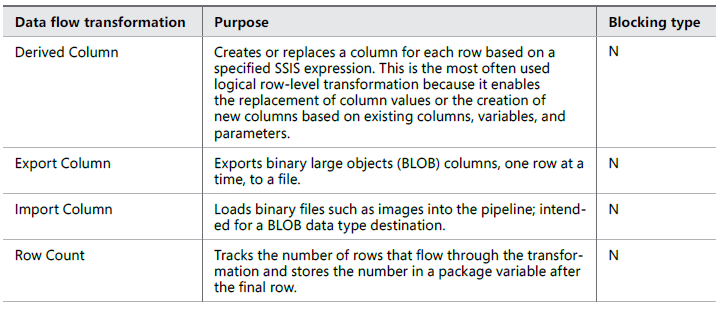 Data flow transformation Purpose Blocking type
Derived Column Creates or replaces a column for each row based on a N
specified SSIS expression. This is the most often used
logical row-level transformation because it enables
the replacement of column values or the creation of
new columns based on existing columns, variables, and
parameters.
Export Column Exports binary large objects (BLOB) columns, one row at a N
time, to a file.
Import Column Loads binary files such as images into the pipeline; intend- N
ed for a BLOB data type destination.
Row Count Tracks the number of rows that flow through the transfor- N
mation and stores the number in a package variable after
the final row.